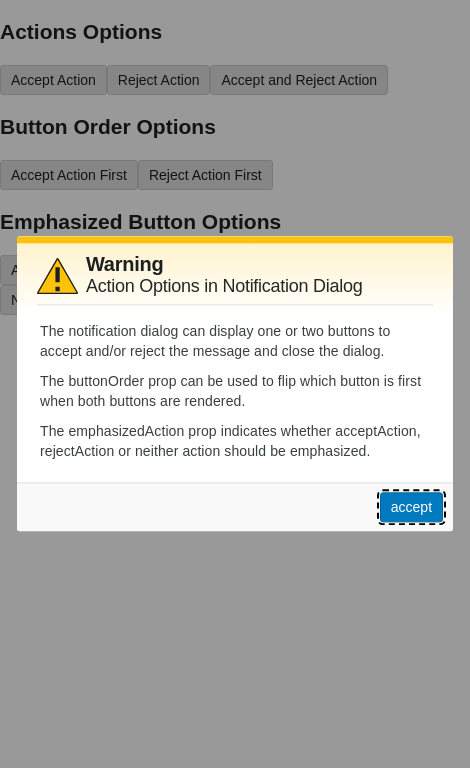 Actions Options
Accept Action Reject Action Accept and Reject Action
Button Order Options
Accept Action First Reject Action First
Emphasized Button Options
Warning
Action Options in Notification Dialog
The notification dialog can display one or two buttons to
accept and/or reject the message and close the dialog.
The buttonOrder prop can be used to flip which button is first
when both buttons are rendered.
The emphasizedAction prop indicates whether acceptAction,
rejectAction or neither action should be emphasized.
accept